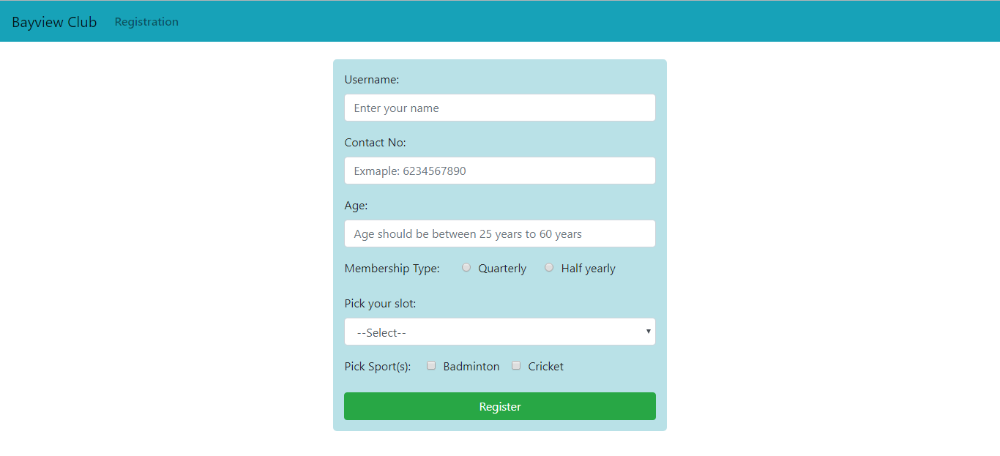 Bayview Club Registration
Username:
Enter your name
Contact No:
Exmaple: 6234567890
Age:
Age should be between 25 years to 60 years
Membership Type: Quarterly Half yearly
Pick your slot:
--Select--
Pick Sport(s): Badminton Cricket
Register